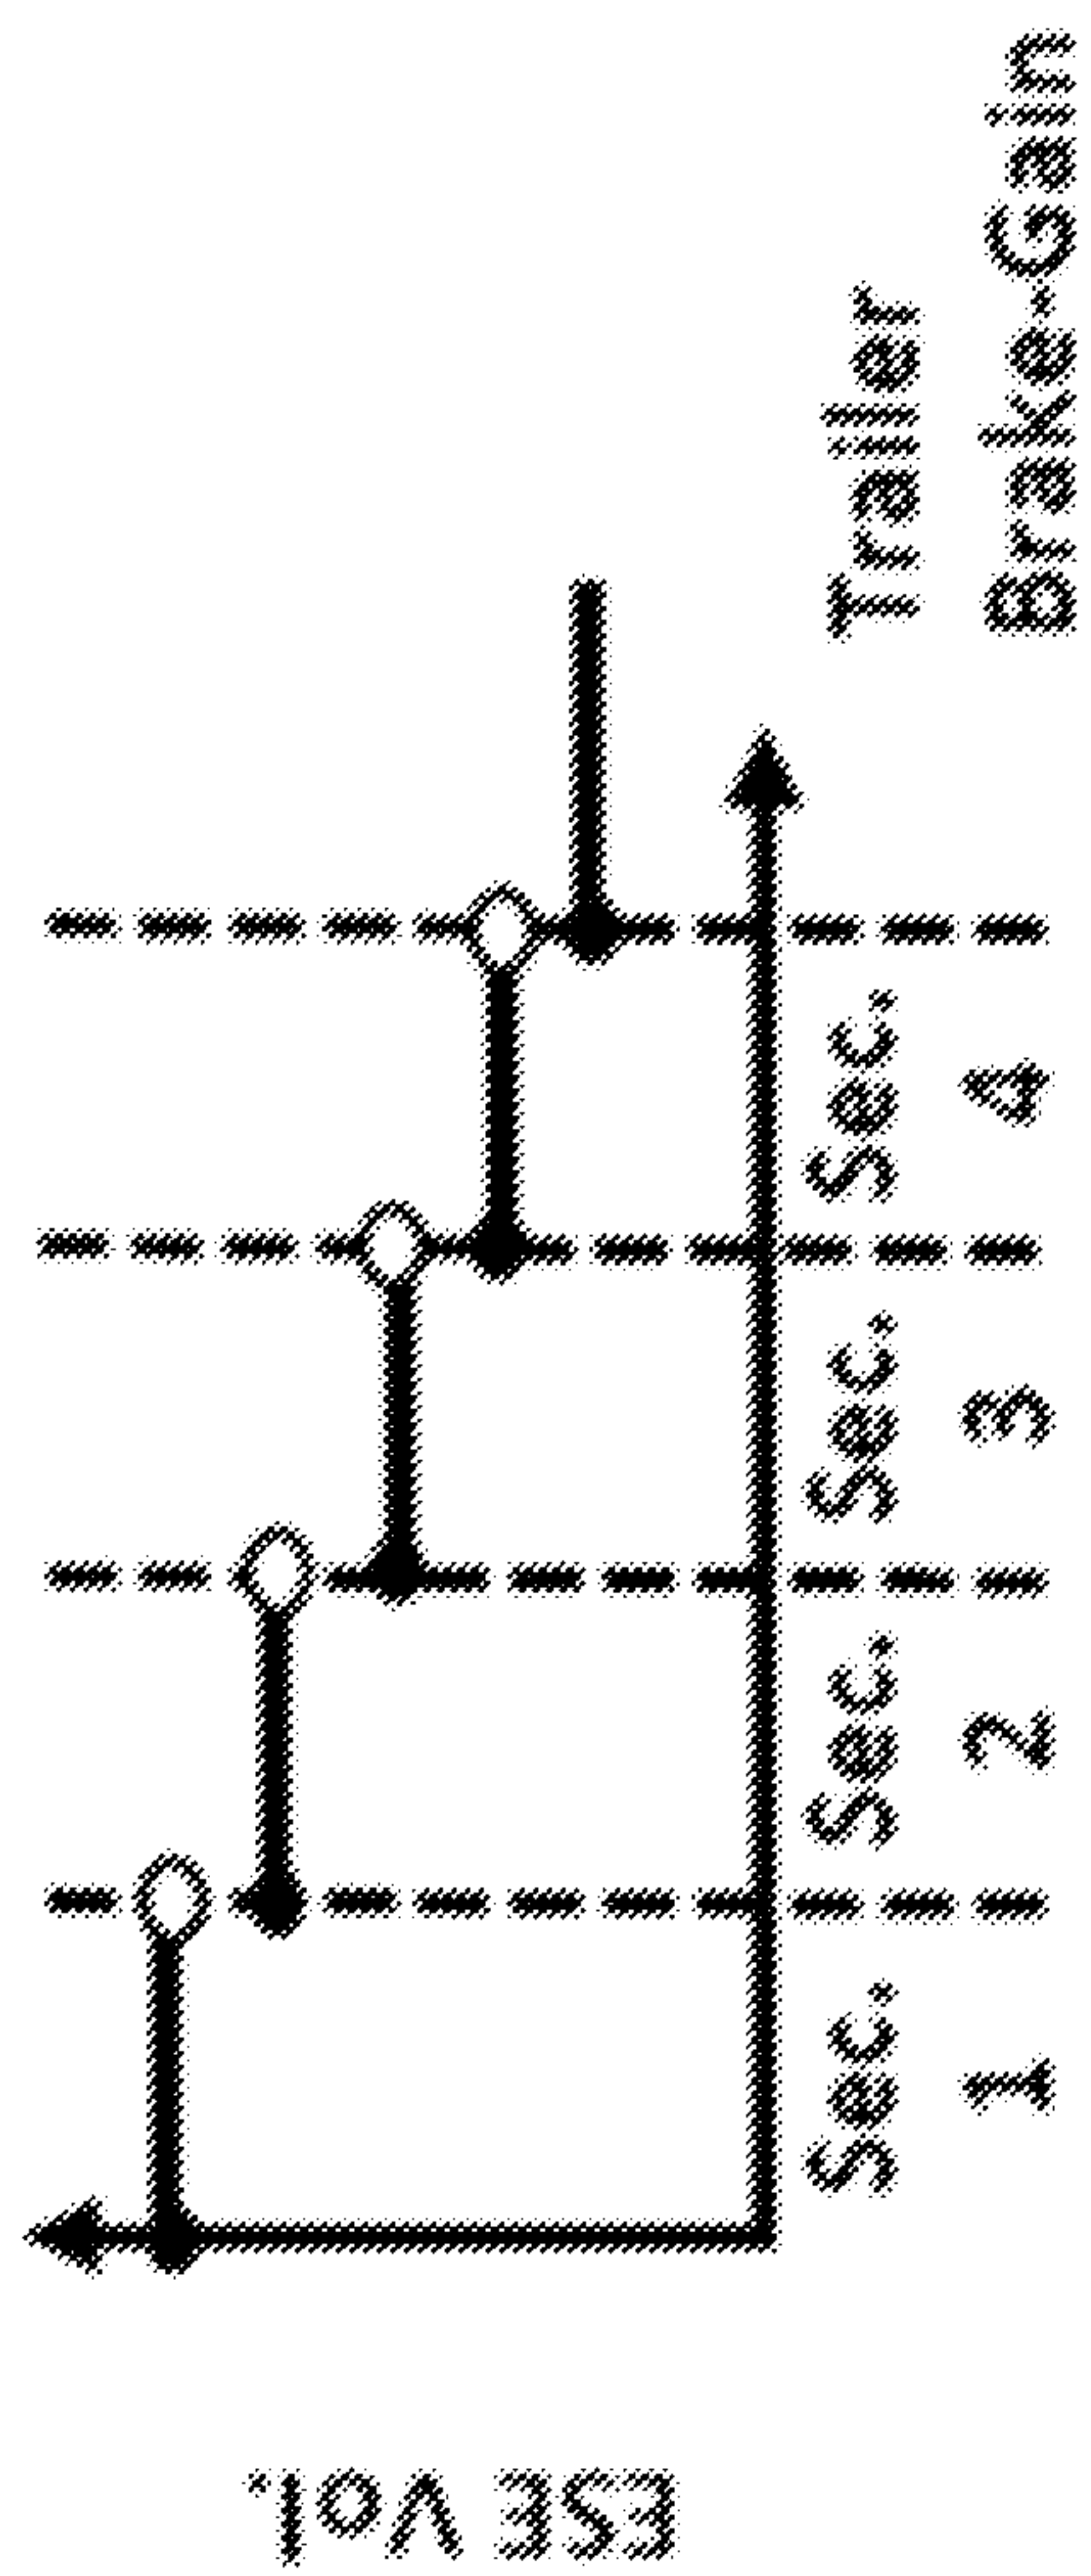 ESE Vol.
Sec. 1
Sec. 2
Sec. 3
Sec. 4
Trailer
Brake-Gain